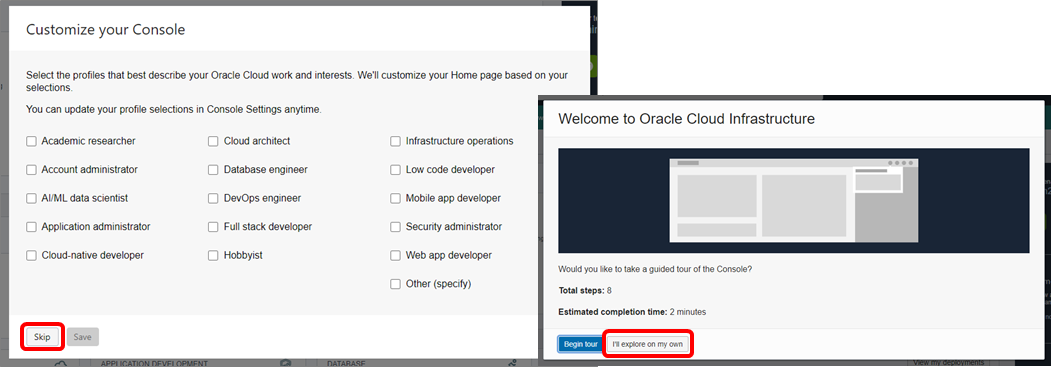 Customize your Console
Select the profiles that best describe your Oracle Cloud work and interests. We'll customize your Home page based on your
selections.
You can update your profile selections in Console Settings anytime.
Academic researcher
Cloud architect
Infrastructure operations
Account administrator
Database engineer
Low code developer
AI/ML data scientist
DevOps engineer
Mobile app developer
Application administrator
Full stack developer
Security administrator
Cloud-native developer
Hobbyist
Web app developer
Other (specify)
Skip
Save
APPLICATION DEVELOPMENT
DATABASE
Welcome to Oracle Cloud Infrastructure
Would you like to take a guided tour of the Console?
Total steps: 8
Estimated completion time: 2 minutes
Begin tour
I'll explore on my own
View my deployments